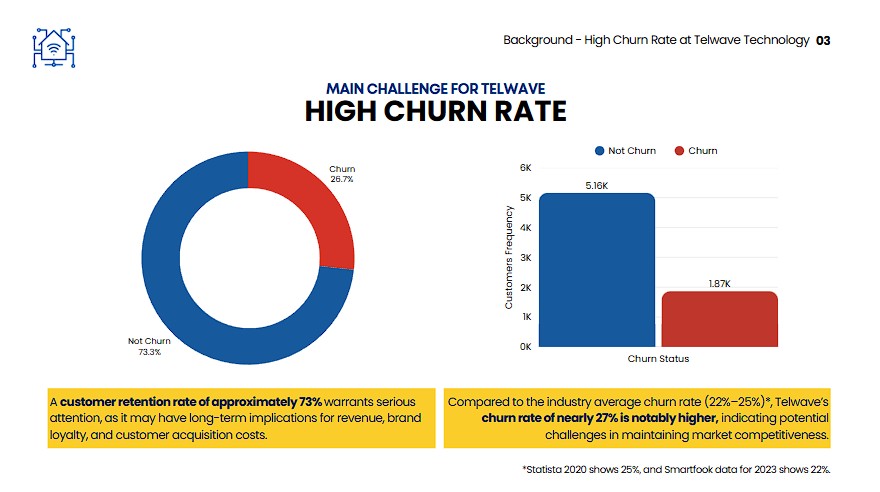 Background - High Churn Rate at Telwave Technology 03
MAIN CHALLENGE FOR TELWAVE
HIGH CHURN RATE
Churn
26.7%
Not Churn
73.3%
Not Churn Churn
6K
5K
4K
3K
2K
1K
0K
Customers Frequency
5.16K
1.87K
Churn Status
A customer retention rate of approximately 73% warrants serious
attention, as it may have long-term implications for revenue, brand
loyalty, and customer acquisition costs.
Compared to the industry average churn rate (22%–25%)*, Telwave's
churn rate of nearly 27% is notably higher, indicating potential
challenges in maintaining market competitiveness.
*Statista 2020 shows 25%, and Smartfook data for 2023 shows 22%.